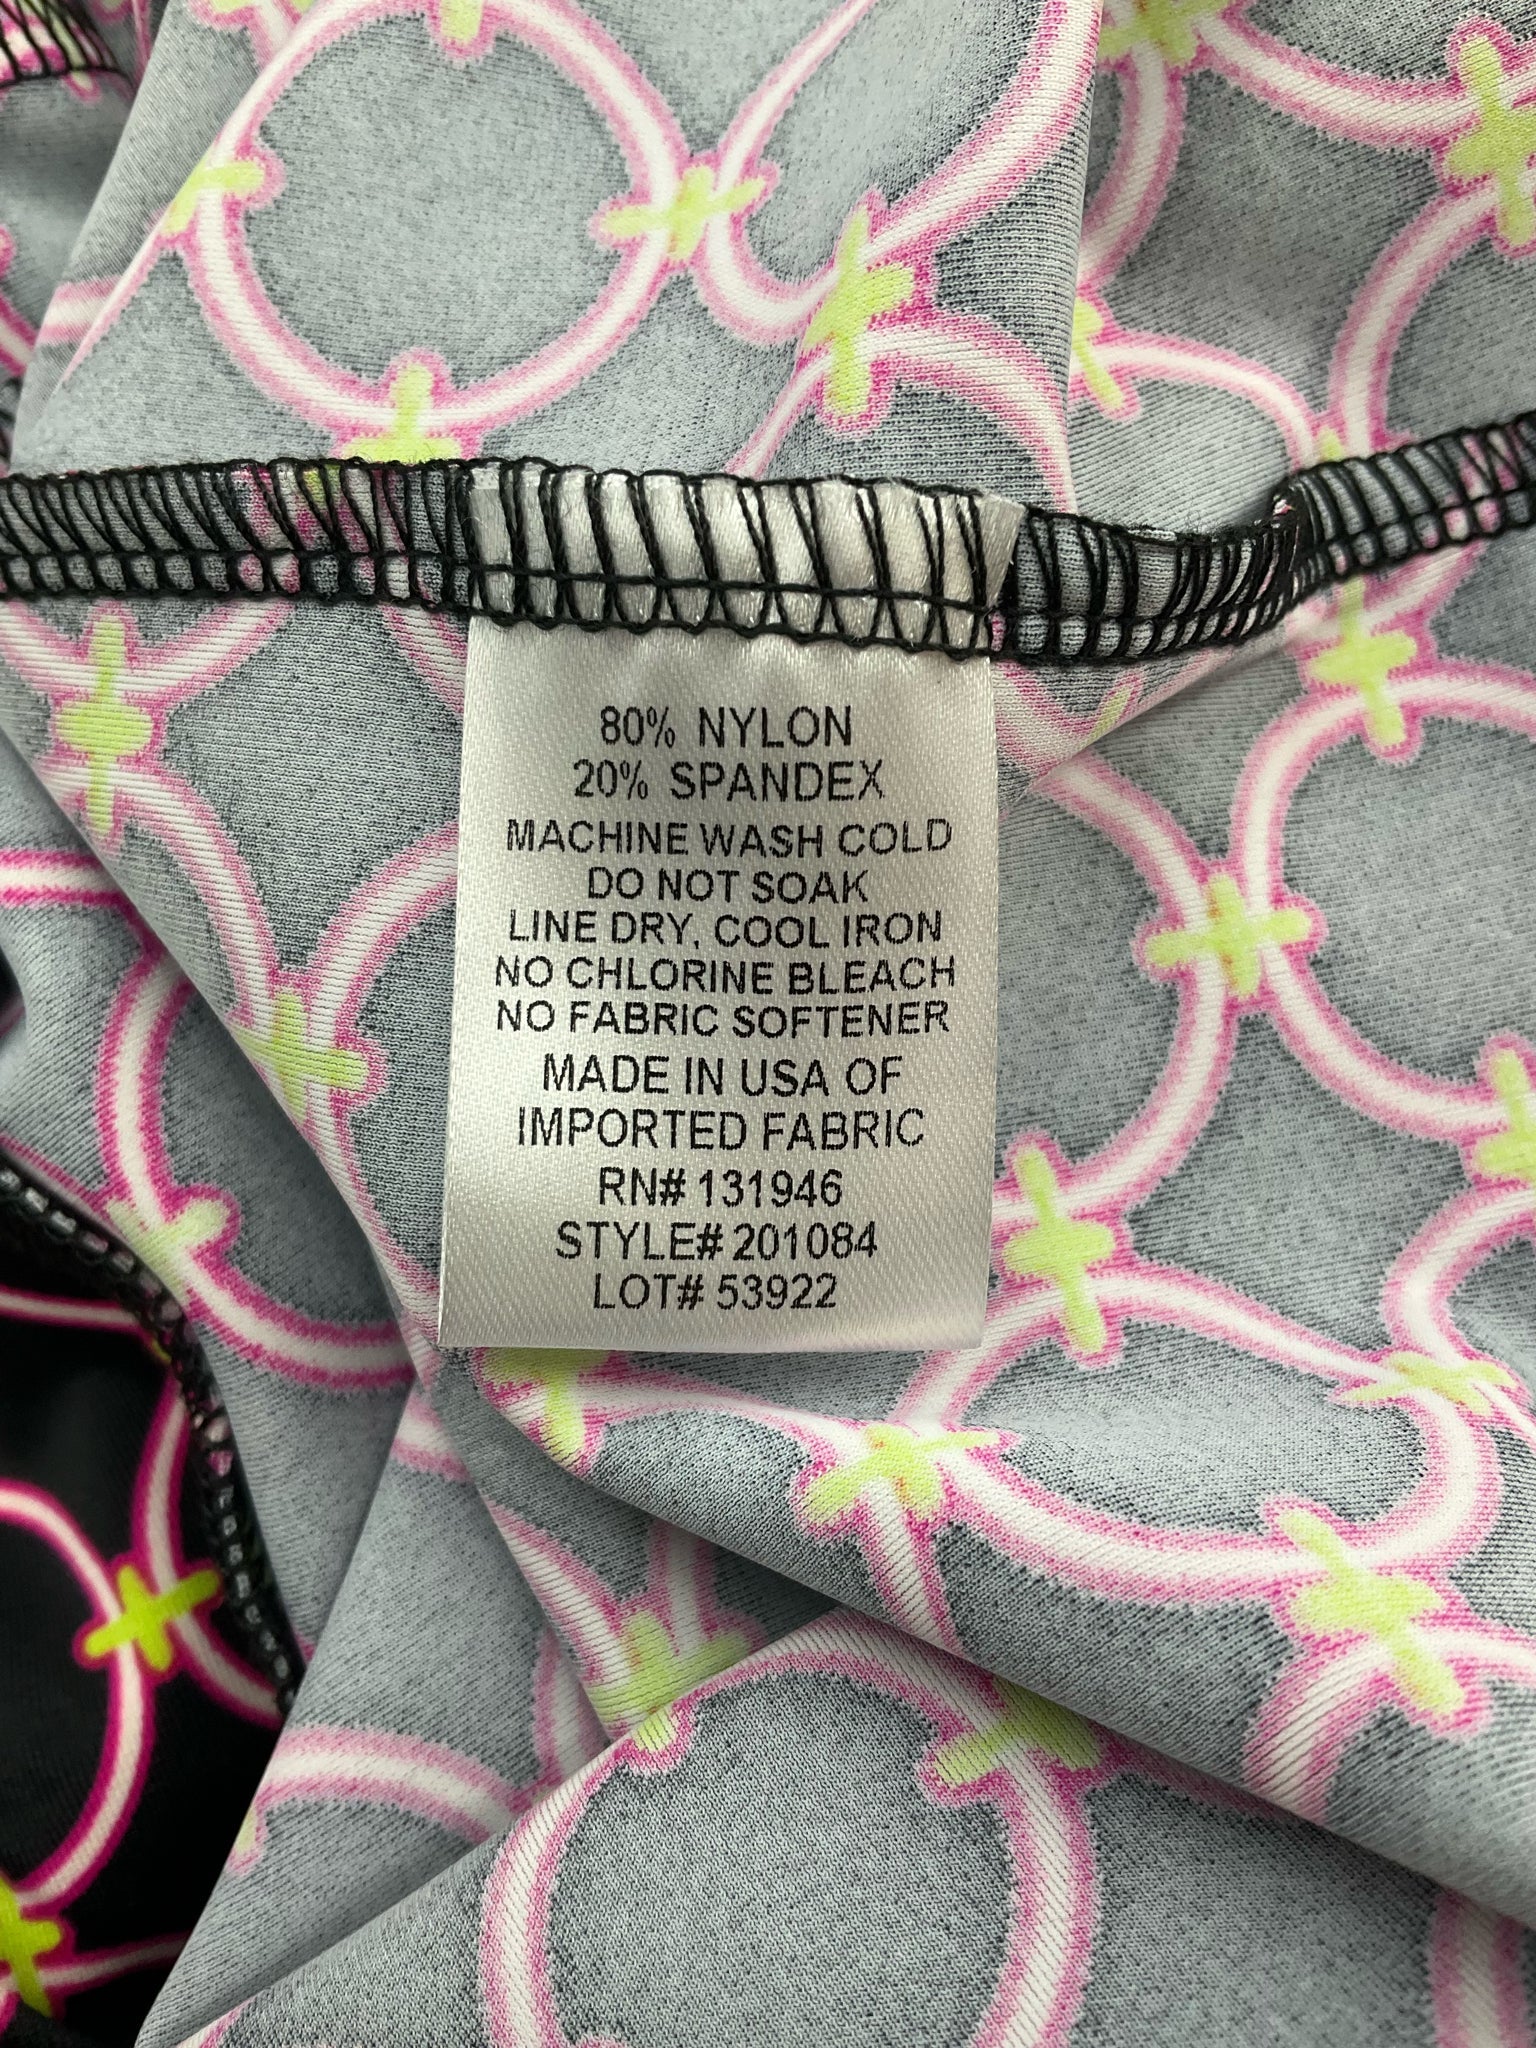 80% NYLON
20% SPANDEX
MACHINE WASH COLD
DO NOT SOAK
LINE DRY, COOL IRON
NO CHLORINE BLEACH
NO FABRIC SOFTENER
MADE IN USA OF
IMPORTED FABRIC
RN# 131946
STYLE# 201084
LOT# 53922